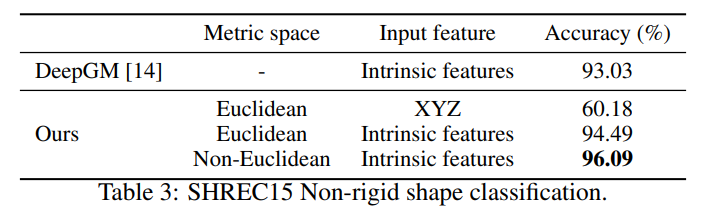 Metric space Input feature Accuracy (%)
DeepGM [14] - Intrinsic features 93.03
Euclidean XYZ 60.18
Ours Euclidean Intrinsic features 94.49
Non-Euclidean Intrinsic features 96.09
Table 3: SHREC15 Non-rigid shape classification.